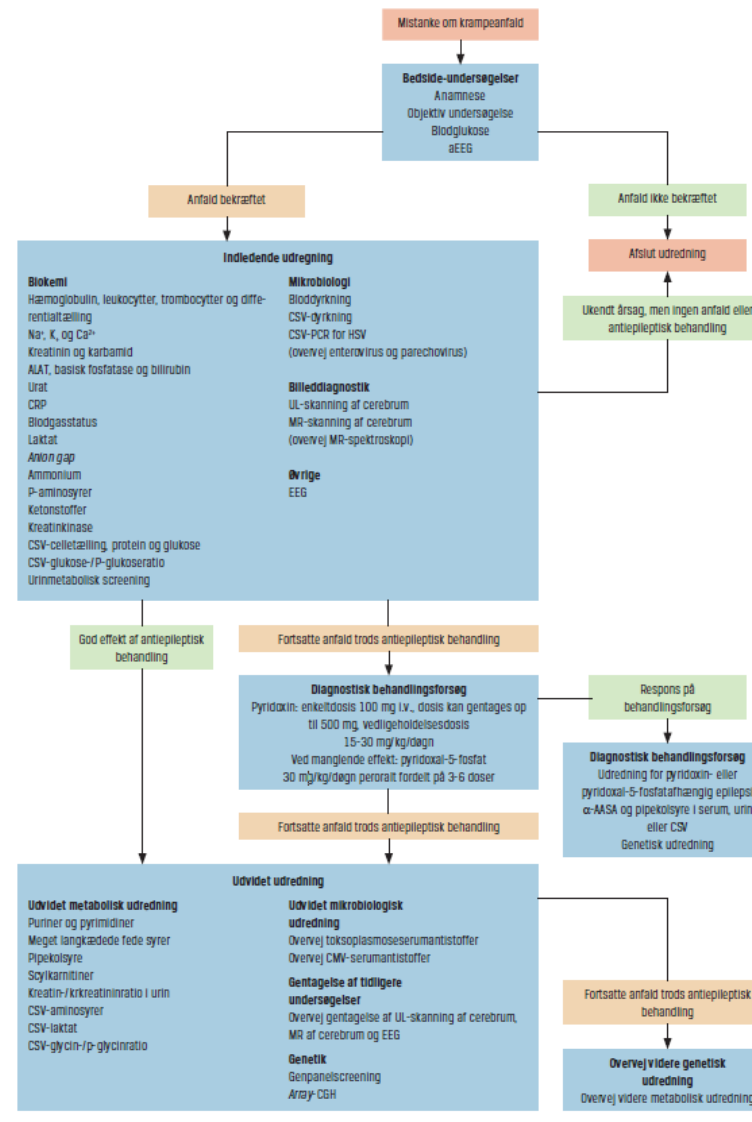 Mistanke om krampeanfald
Bedside-undersøgelser
Anamnese
Objektiv undersøgelse
Blodglukose
aEEG
Anfald bekræftet
Anfald ikke bekræftet
Afslut udredning
Ukendt årsag, men ingen anfald eller
antiepileptisk behandling
Indledende udregning
Biokemi
Hæmoglobulin, leukocytter, trombocytter og diffe-
rentialtælling
Na⁺, K, og Ca²⁺
Kreatinin og karbamid
ALAT, basisk fosfatase og bilirubin
Urat
CRP
Blodgasstatus
Laktat
Anion gap
Ammonium
P-aminosyrer
Ketonstoffer
Kreatinkinase
CSV-celletælling, protein og glukose
CSV-glukose-/P-glukoseratio
Urinmetabolisk screening
Mikrobiologi
Bloddyrkning
CSV-dyrkning
CSV-PCR for HSV
(overvej enterovirus og parechovirus)
Billeddiagnostik
UL-skanning af cerebrum
MR-skanning af cerebrum
(overvej MR-spektroskopi)
Øvrige
EEG
God effekt af antiepileptisk
behandling
Fortsatte anfald trods antiepileptisk behandling
Diagnostisk behandlingsforsøg
Pyridoxin: enkeltdosis 100 mg i.v., dosis kan gentages op
til 500 mg, vedligeholdelsesdosis
15-30 mg/kg/døgn
Ved manglende effekt: pyridoxal-5-fosfat
30 mg/kg/døgn peroralt fordelt på 3-6 doser
Respons på
behandlingsforsøg
Diagnostisk behandlingsforsøg
Udredning for pyridoxin- eller
pyridoxal-5-fosfatafhængig epilepsi
α-AASA og pipekolsyre i serum, urin
eller CSV
Genetisk udredning
Fortsatte anfald trods antiepileptisk behandling
Udvidet udredning
Udvidet metabolisk udredning
Puriner og pyrimidiner
Meget langkædede fede syrer
Pipekolsyre
Scylkarnitiner
Kreatin-/krkreatininratio i urin
CSV-aminosyrer
CSV-laktat
CSV-glycin-/p-glycinratio
Udvidet mikrobiologisk
udredning
Overvej toksoplasmoseserumantistoffer
Overvej CMV-serumantistoffer
Gentagelse af tidligere
undersøgelser
Overvej gentagelse af UL-skanning af cerebrum,
MR af cerebrum og EEG
Genetik
Genpanelscreening
Array-CGH
Fortsatte anfald trods antiepileptisk
behandling
Overvej videre genetisk
udredning
Overvej videre metabolisk udredning